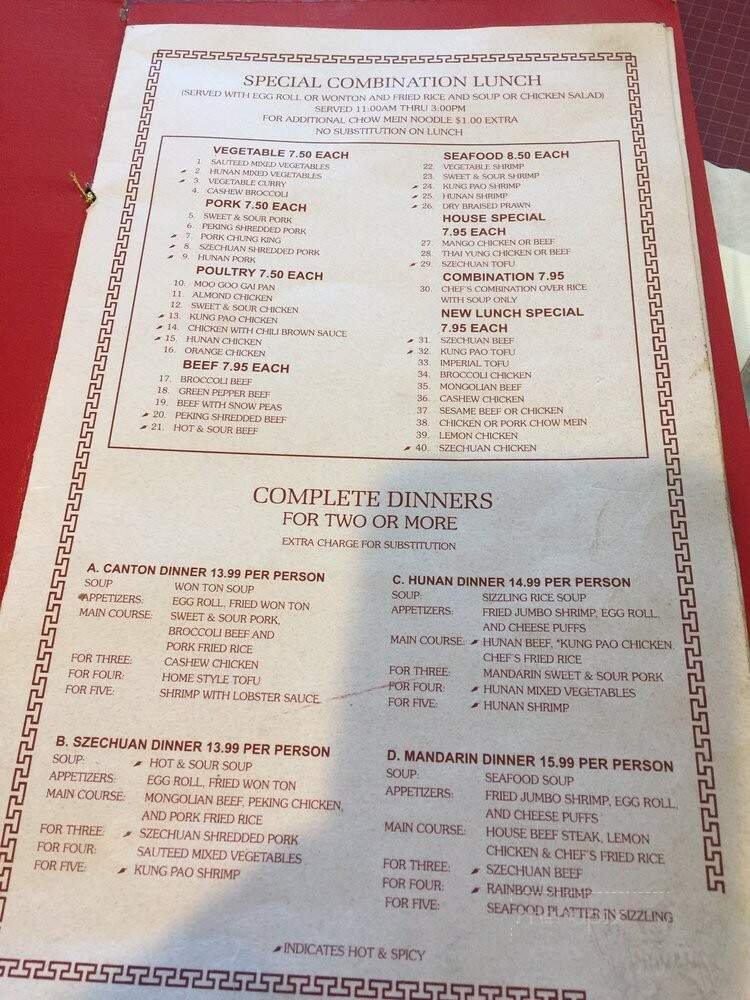 SPECIAL COMBINATION LUNCH
(SERVED WITH EGG ROLL OR WONTON AND FRIED RICE AND SOUP OR CHICKEN SALAD)
SERVED 11:00AM THRU 3:00PM
FOR ADDITIONAL CHOW MEIN NOODLE $1.00 EXTRA
NO SUBSTITUTION ON LUNCH
VEGETABLE 7.50 EACH
1. SAUTEED MIXED VEGETABLES
2. HUNAN MIXED VEGETABLES
3. VEGETABLE CURRY
4. CASHEW BROCCOLI
PORK 7.50 EACH
5. SWEET & SOUR PORK
6. PEKING SHREDDED PORK
7. PORK CHUNG KING
8. SZECHUAN SHREDDED PORK
9. HUNAN PORK
POULTRY 7.50 EACH
10. MOO GOO GAI PAN
11. ALMOND CHICKEN
12. SWEET & SOUR CHICKEN
13. KUNG PAO CHICKEN
14. CHICKEN WITH CHILI BROWN SAUCE
15. HUNAN CHICKEN
16. ORANGE CHICKEN
BEEF 7.95 EACH
17. BROCCOLI BEEF
18. GREEN PEPPER BEEF
19. BEEF WITH SNOW PEAS
20. PEKING SHREDDED BEEF
21. HOT & SOUR BEEF
SEAFOOD 8.50 EACH
22. VEGETABLE SHRIMP
23. SWEET & SOUR SHRIMP
24. KUNG PAO SHRIMP
25. HUNAN SHRIMP
26. DRY BRAISED PRAWN
HOUSE SPECIAL
7.95 EACH
27. MANGO CHICKEN OR BEEF
28. THAI YUNG CHICKEN OR BEEF
29. SZECHUAN TOFU
COMBINATION 7.95
30. CHEF'S COMBINATION OVER RICE
WITH SOUP ONLY
NEW LUNCH SPECIAL
7.95 EACH
31. SZECHUAN BEEF
32. KUNG PAO TOFU
33. IMPERIAL TOFU
34. BROCCOLI CHICKEN
35. MONGOLIAN BEEF
36. CASHEW CHICKEN
37. SESAME BEEF OR CHICKEN
38. CHICKEN OR PORK CHOW MEIN
39. LEMON CHICKEN
40. SZECHUAN CHICKEN
COMPLETE DINNERS
FOR TWO OR MORE
EXTRA CHARGE FOR SUBSTITUTION
A. CANTON DINNER 13.99 PER PERSON
SOUP WON TON SOUP
APPETIZERS: EGG ROLL, FRIED WON TON
MAIN COURSE: SWEET & SOUR PORK,
BROCCOLI BEEF AND
PORK FRIED RICE
FOR THREE: CASHEW CHICKEN
FOR FOUR: HOME STYLE TOFU
FOR FIVE: SHRIMP WITH LOBSTER SAUCE
B. SZECHUAN DINNER 13.99 PER PERSON
SOUP: HOT & SOUR SOUP
APPETIZERS: EGG ROLL, FRIED WON TON
MAIN COURSE: MONGOLIAN BEEF, PEKING CHICKEN,
AND PORK FRIED RICE
FOR THREE: SZECHUAN SHREDDED PORK
FOR FOUR: SAUTEED MIXED VEGETABLES
FOR FIVE: KUNG PAO SHRIMP
C. HUNAN DINNER 14.99 PER PERSON
SOUP: SIZZLING RICE SOUP
APPETIZERS: FRIED JUMBO SHRIMP, EGG ROLL,
AND CHEESE PUFFS
MAIN COURSE: HUNAN BEEF, *KUNG PAO CHICKEN
CHEF'S FRIED RICE
FOR THREE: MANDARIN SWEET & SOUR PORK
FOR FOUR: HUNAN MIXED VEGETABLES
FOR FIVE: HUNAN SHRIMP
D. MANDARIN DINNER 15.99 PER PERSON
SOUP: SEAFOOD SOUP
APPETIZERS: FRIED JUMBO SHRIMP, EGG ROLL,
AND CHEESE PUFFS
MAIN COURSE: HOUSE BEEF STEAK, LEMON
CHICKEN & CHEF'S FRIED RICE
FOR THREE: SZECHUAN BEEF
FOR FOUR: RAINBOW SHRIMP
FOR FIVE: SEAFOOD PLATTER IN SIZZLING
INDICATES HOT & SPICY